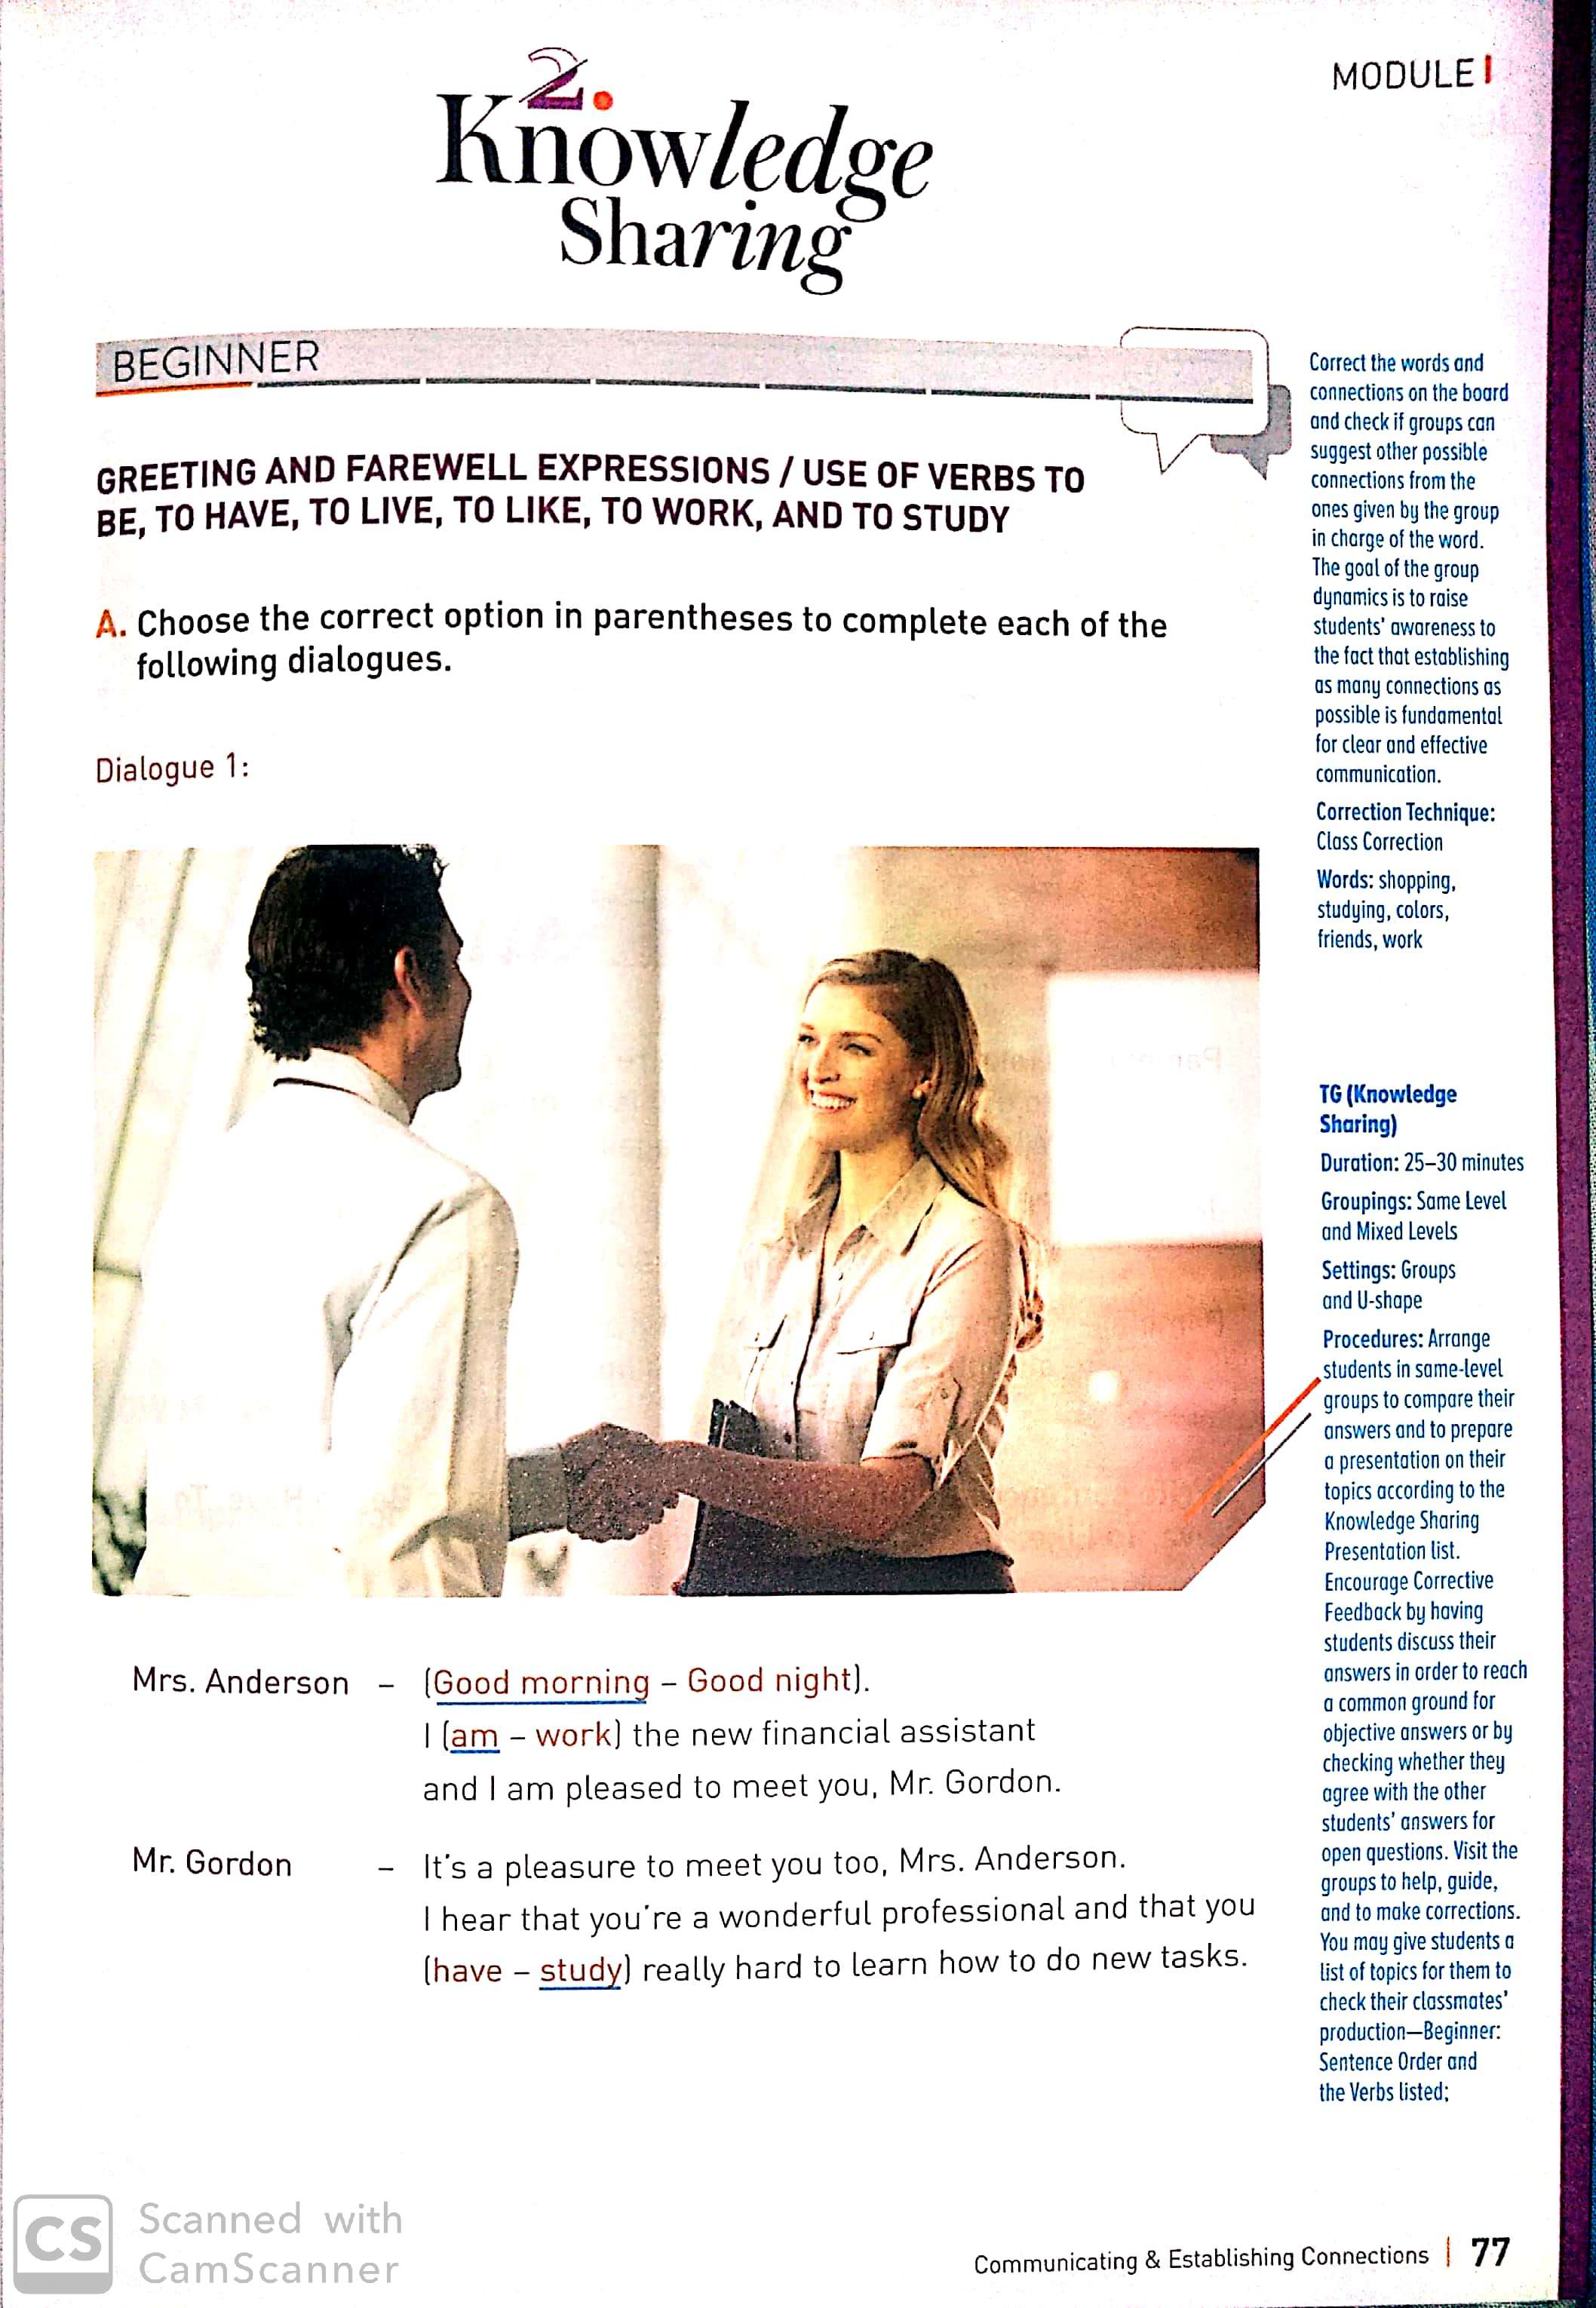 MODULE I
2.
Knowledge
Sharing
BEGINNER
GREETING AND FAREWELL EXPRESSIONS / USE OF VERBS TO
BE, TO HAVE, TO LIVE, TO LIKE, TO WORK, AND TO STUDY
A. Choose the correct option in parentheses to complete each of the
following dialogues.
Dialogue 1:
Mrs. Anderson – (Good morning – Good night).
I (am – work) the new financial assistant
and I am pleased to meet you, Mr. Gordon.
Mr. Gordon – It's a pleasure to meet you too, Mrs. Anderson.
I hear that you're a wonderful professional and that you
(have – study) really hard to learn how to do new tasks.
Correct the words and
connections on the board
and check if groups can
suggest other possible
connections from the
ones given by the group
in charge of the word.
The goal of the group
dynamics is to raise
students' awareness to
the fact that establishing
as many connections as
possible is fundamental
for clear and effective
communication.
Correction Technique:
Class Correction
Words: shopping,
studying, colors,
friends, work
TG (Knowledge
Sharing)
Duration: 25–30 minutes
Groupings: Same Level
and Mixed Levels
Settings: Groups
and U-shape
Procedures: Arrange
students in same-level
groups to compare their
answers and to prepare
a presentation on their
topics according to the
Knowledge Sharing
Presentation list.
Encourage Corrective
Feedback by having
students discuss their
answers in order to reach
a common ground for
objective answers or by
checking whether they
agree with the other
students' answers for
open questions. Visit the
groups to help, guide,
and to make corrections.
You may give students a
list of topics for them to
check their classmates'
production—Beginner:
Sentence Order and
the Verbs listed;
Communicating & Establishing Connections | 77
CS
Scanned with
CamScanner